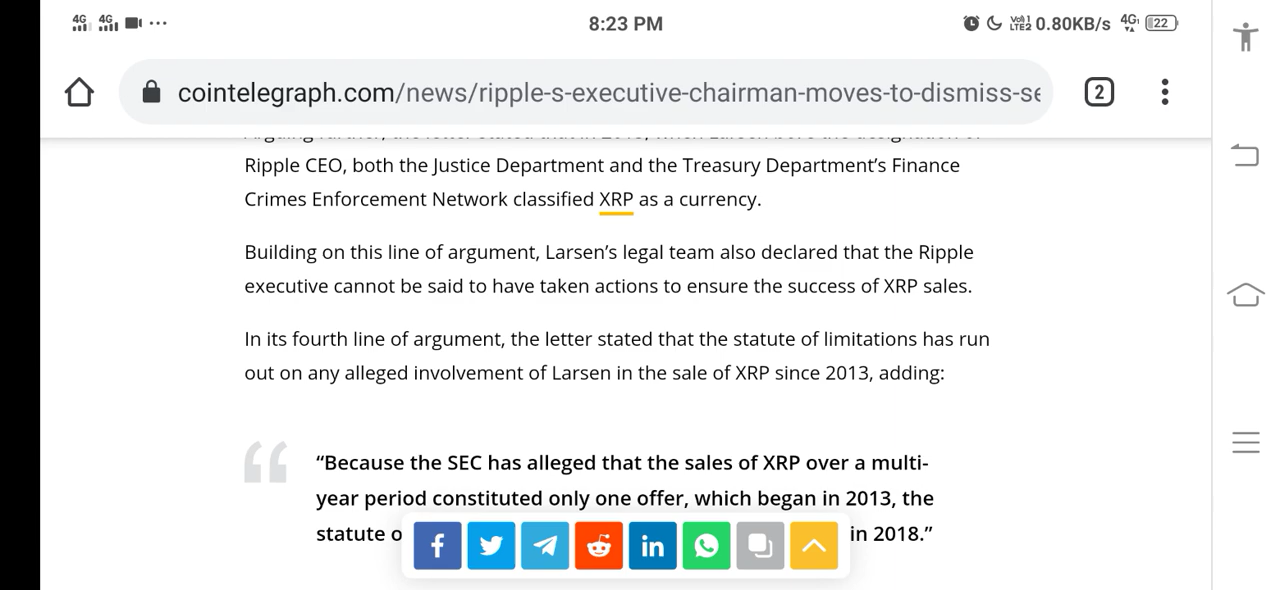 4G 4G ... 8:23 PM VoI) 1 LTE2 0.80KB/s 4G 22
cointelegraph.com/news/ripple-s-executive-chairman-moves-to-dismiss-se
2
Ripple CEO, both the Justice Department and the Treasury Department’s Finance
Crimes Enforcement Network classified XRP as a currency.
Building on this line of argument, Larsen’s legal team also declared that the Ripple
executive cannot be said to have taken actions to ensure the success of XRP sales.
In its fourth line of argument, the letter stated that the statute of limitations has run
out on any alleged involvement of Larsen in the sale of XRP since 2013, adding:
“Because the SEC has alleged that the sales of XRP over a multi-
year period constituted only one offer, which began in 2013, the
statute o in 2018.”